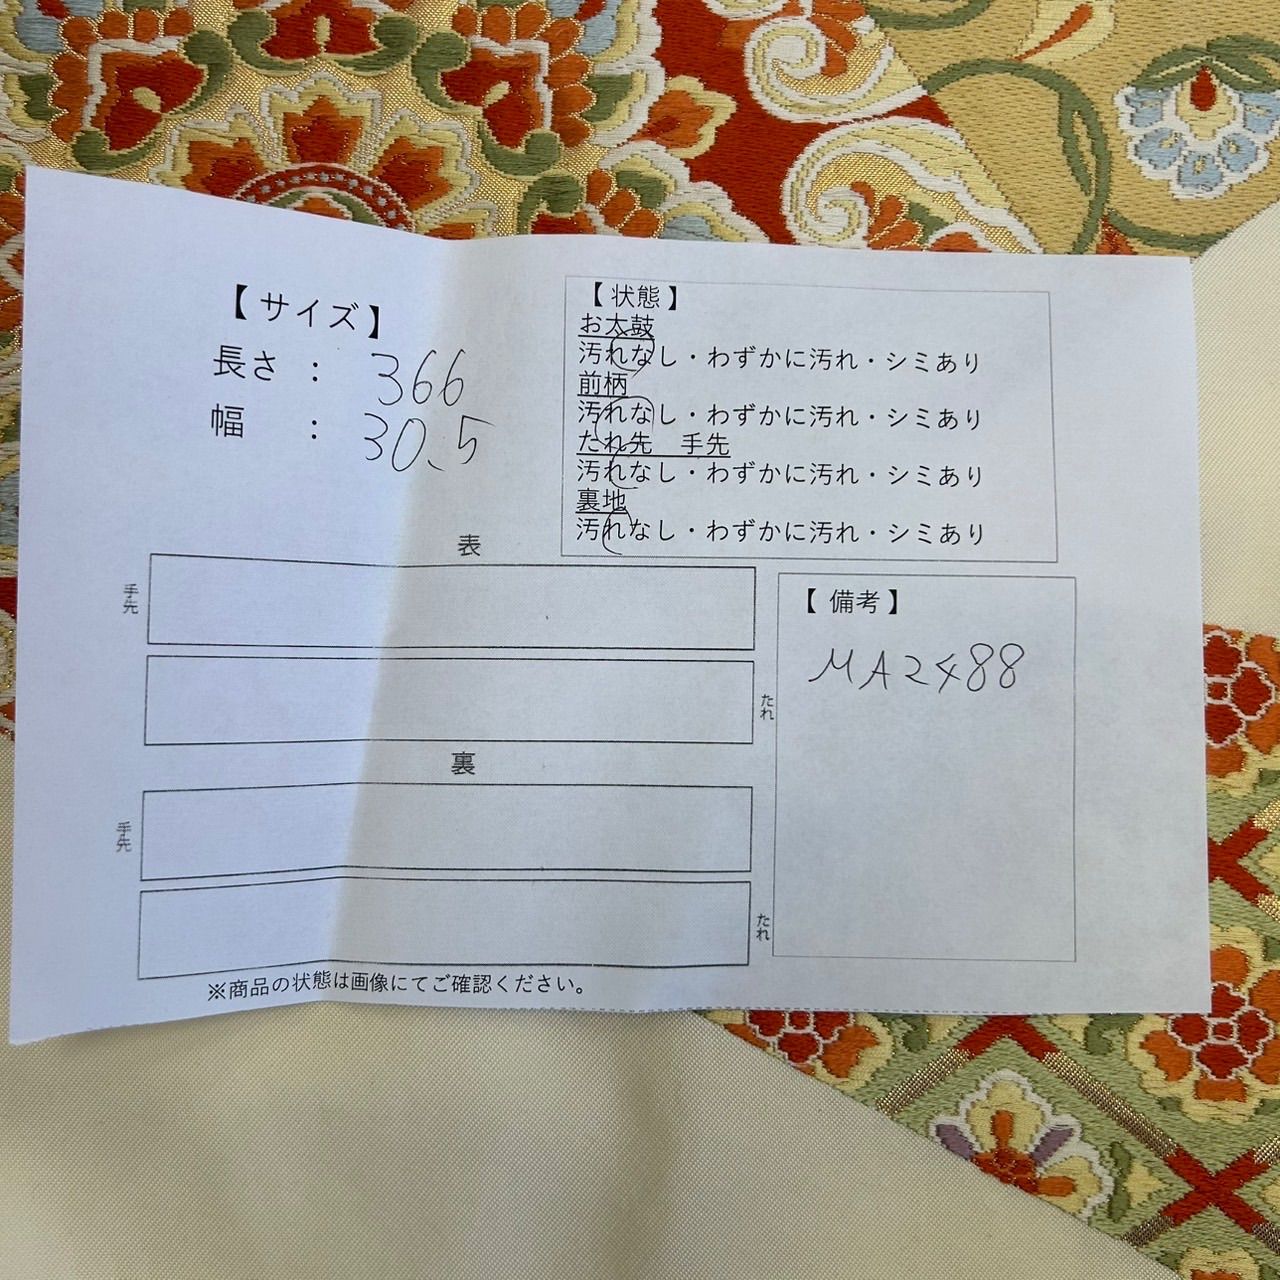 【サイズ】
長さ : 366
幅 : 30.5
【状態】
お太鼓
汚れなし・わずかに汚れ・シミあり
前柄
汚れなし・わずかに汚れ・シミあり
たれ先 手先
汚れなし・わずかに汚れ・シミあり
裏地
汚れなし・わずかに汚れ・シミあり
表
手先
たれ
裏
手先
たれ
【備考】
MA2488
※商品の状態は画像にてご確認ください。